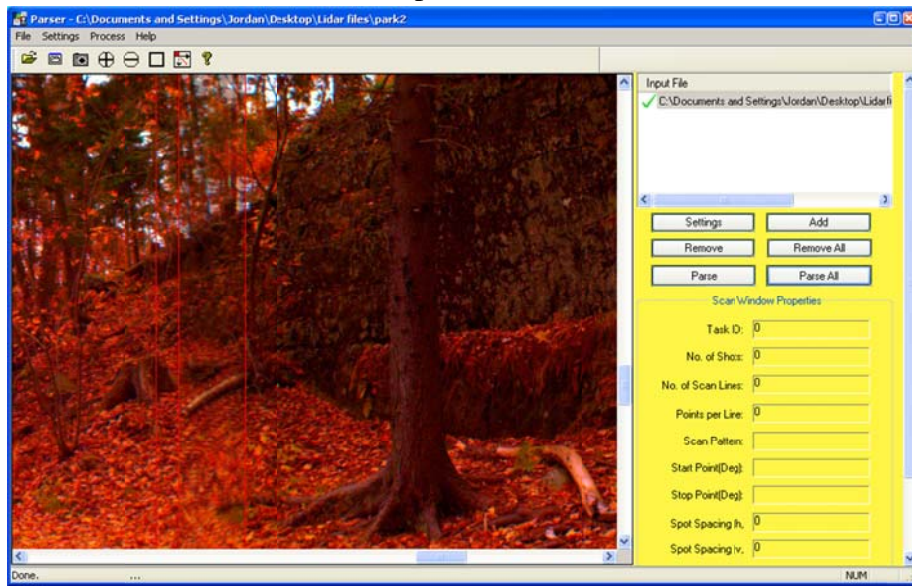 Parser - C:\Documents and Settings\Jordan\Desktop\Lidar files\park2
File Settings Process Help
Input File
C:\Documents and Settings\Jordan\Desktop\Lidarfi
Settings Add
Remove Remove All
Parse Parse All
Scan Window Properties
Task ID: 0
No. of Shots: 0
No. of Scan Lines: 0
Points per Line: 0
Scan Pattern:
Start Point(Deg):
Stop Point(Deg):
Spot Spacing h, 0
Spot Spacing v, 0
Done. ... NUM